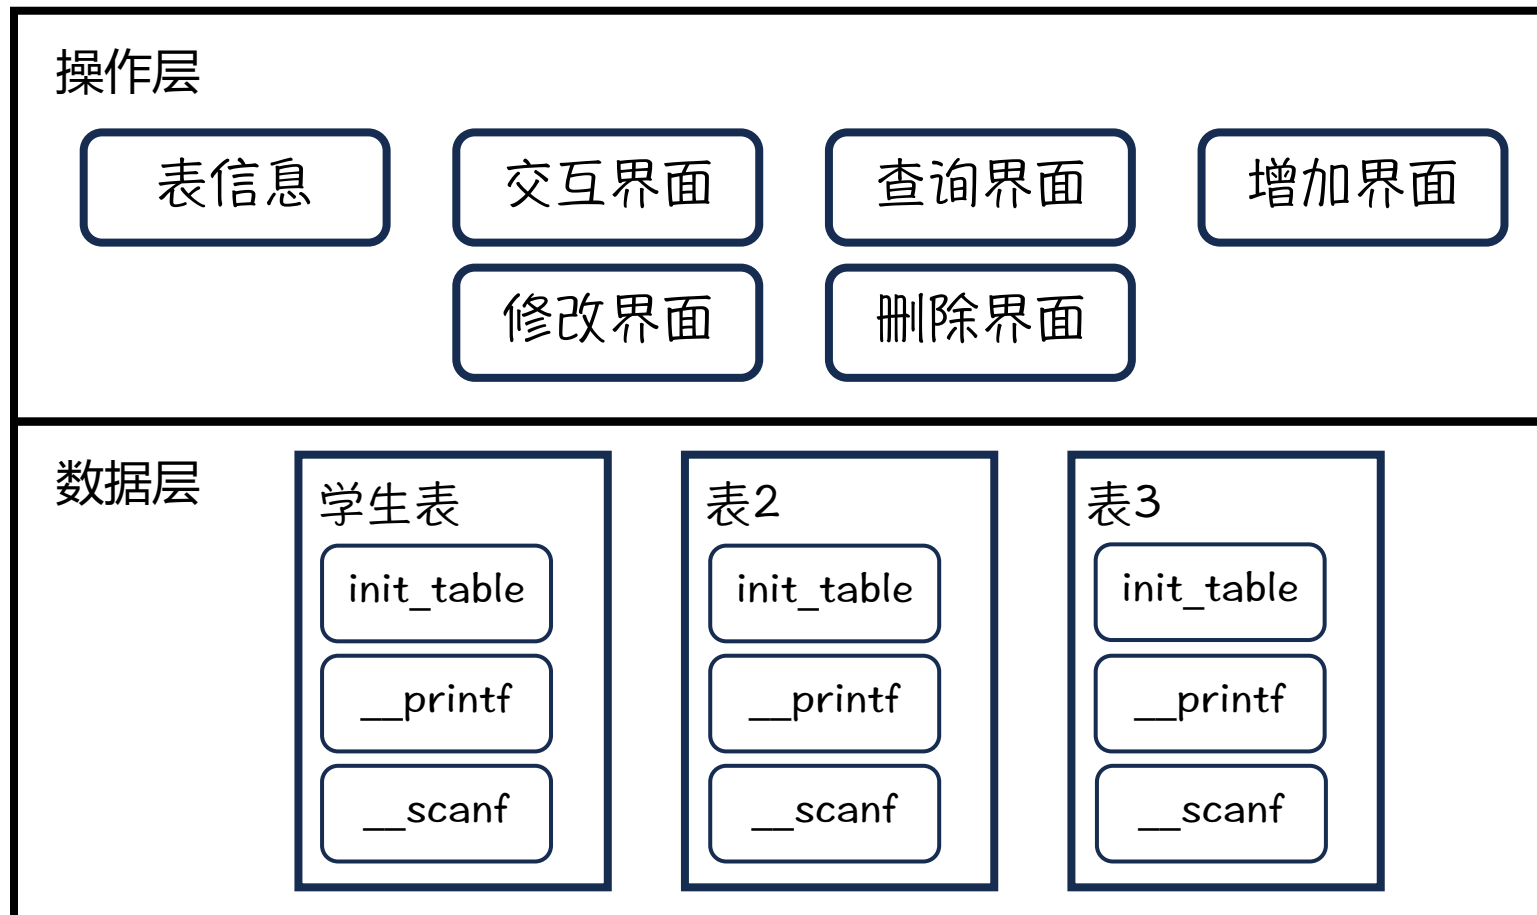 操作层
表信息
交互界面
查询界面
增加界面
修改界面
删除界面
数据层
学生表
init_table
__printf
__scanf
表2
init_table
__printf
__scanf
表3
init_table
__printf
__scanf